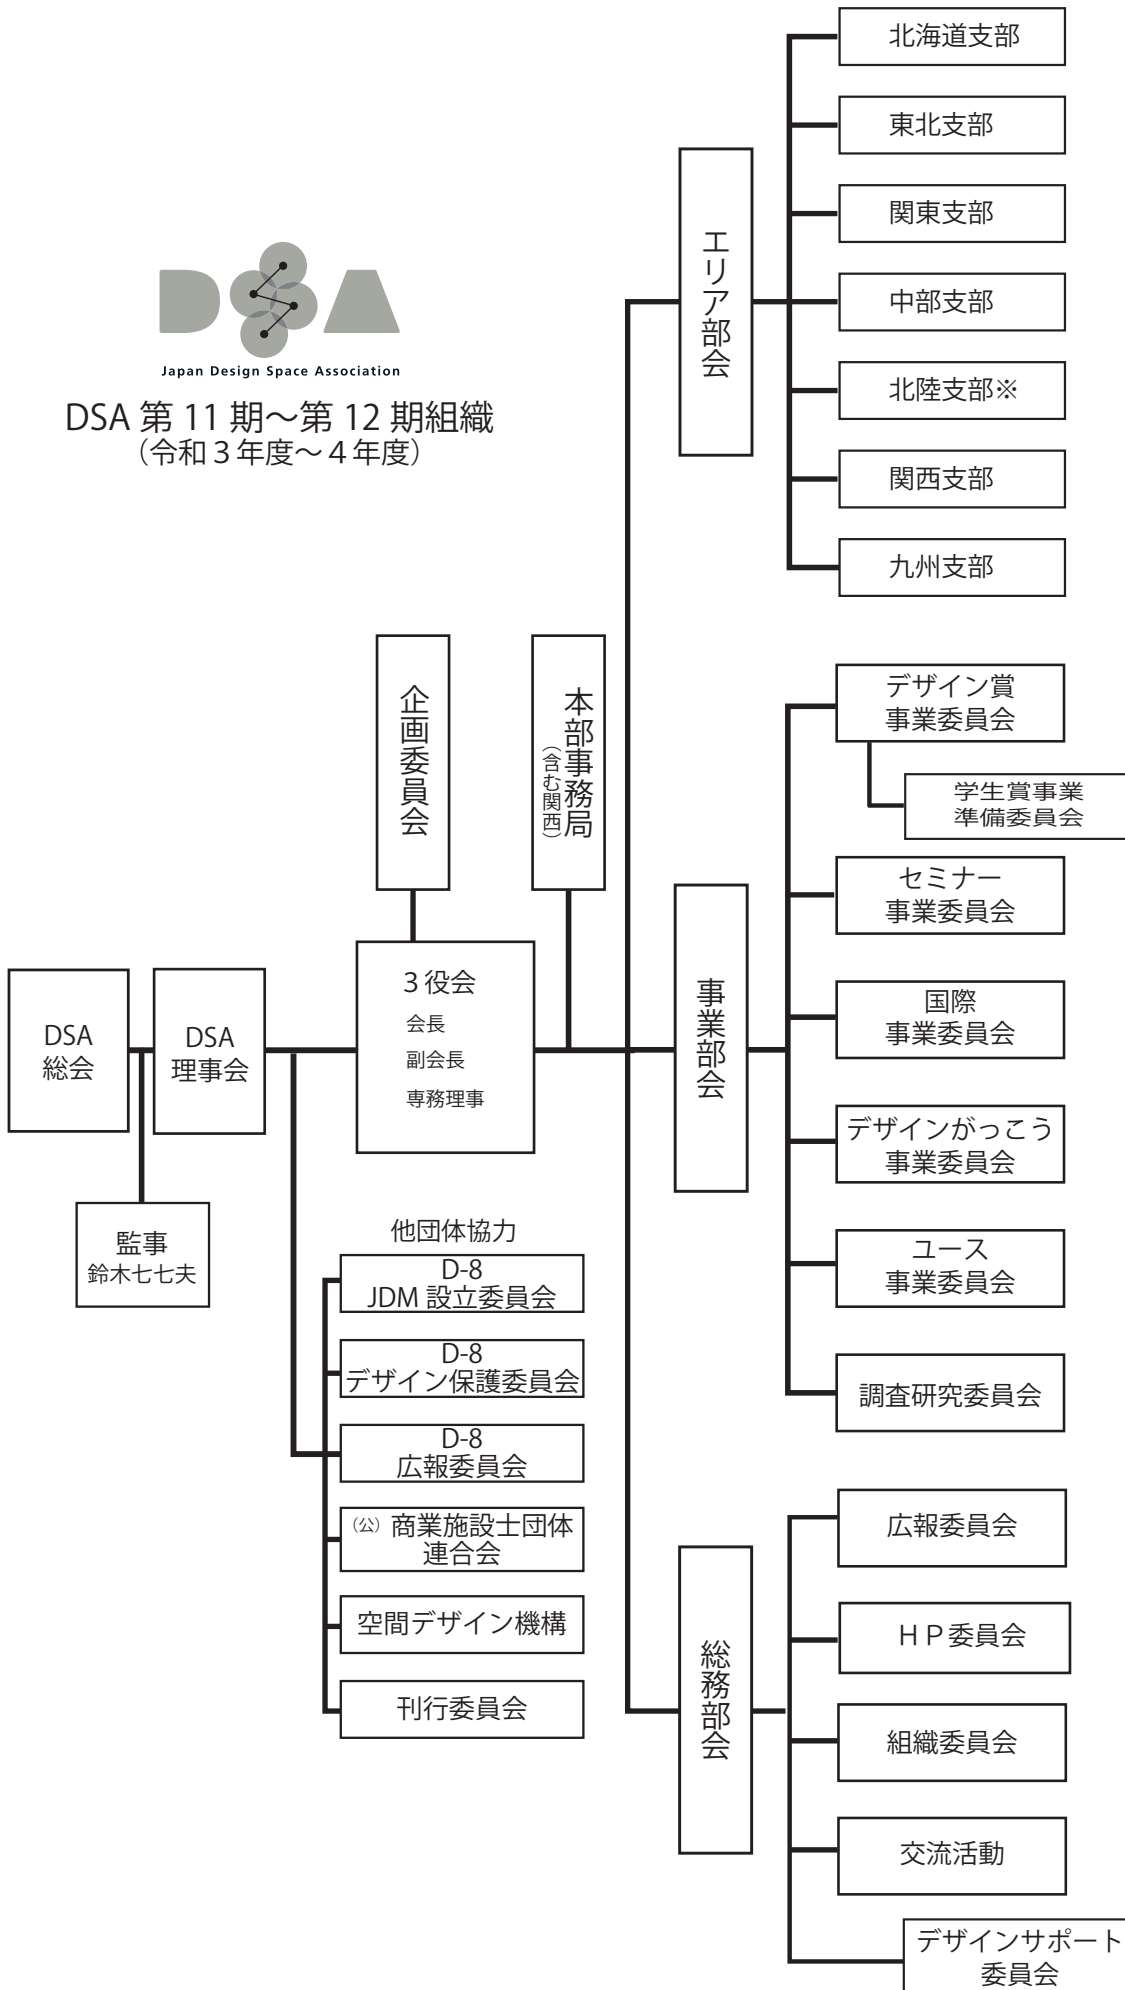 DSA
Japan Design Space Association
DSA 第 11 期～第 12 期組織
（令和３年度～４年度）
DSA
総会
DSA
理事会
監事
鈴木七七夫
企画委員会
３役会
会長
副会長
専務理事
本部事務局
（含む関西）
他団体協力
D-8
JDM 設立委員会
D-8
デザイン保護委員会
D-8
広報委員会
（公）商業施設士団体
連合会
空間デザイン機構
刊行委員会
エリア部会
北海道支部
東北支部
関東支部
中部支部
北陸支部※
関西支部
九州支部
事業部会
デザイン賞
事業委員会
学生賞事業
準備委員会
セミナー
事業委員会
国際
事業委員会
デザインがっこう
事業委員会
ユース
事業委員会
調査研究委員会
総務部会
広報委員会
ＨＰ委員会
組織委員会
交流活動
デザインサポート
委員会